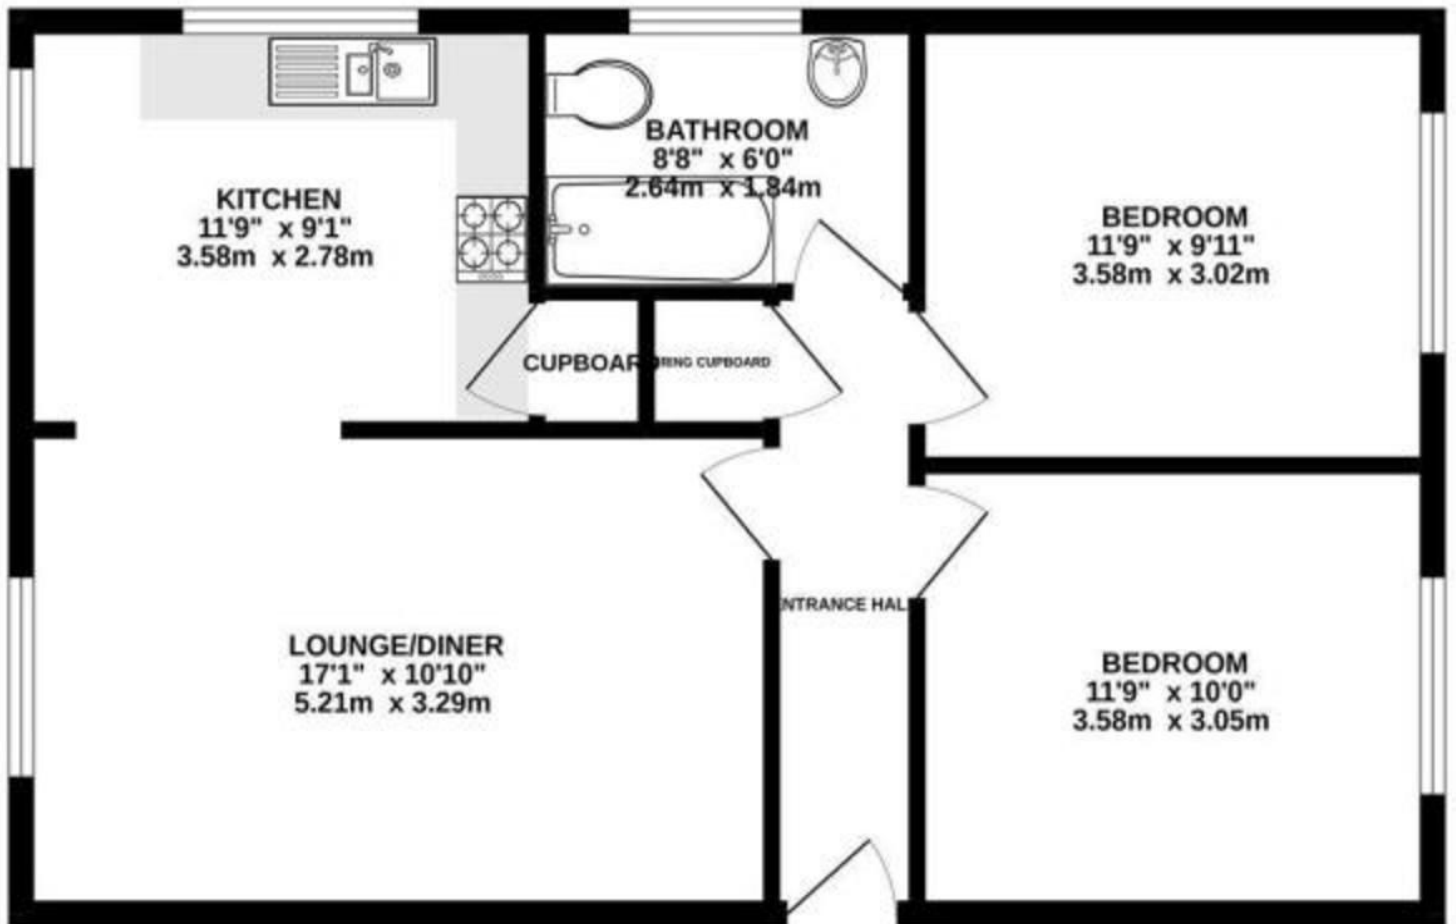 KITCHEN
11'9" x 9'1"
3.58m x 2.78m
BATHROOM
8'8" x 6'0"
2.64m x 1.84m
BEDROOM
11'9" x 9'11"
3.58m x 3.02m
CUPBOARD
RING CUPBOARD
NTRANCE HAL
LOUNGE/DINER
17'1" x 10'10"
5.21m x 3.29m
BEDROOM
11'9" x 10'0"
3.58m x 3.05m